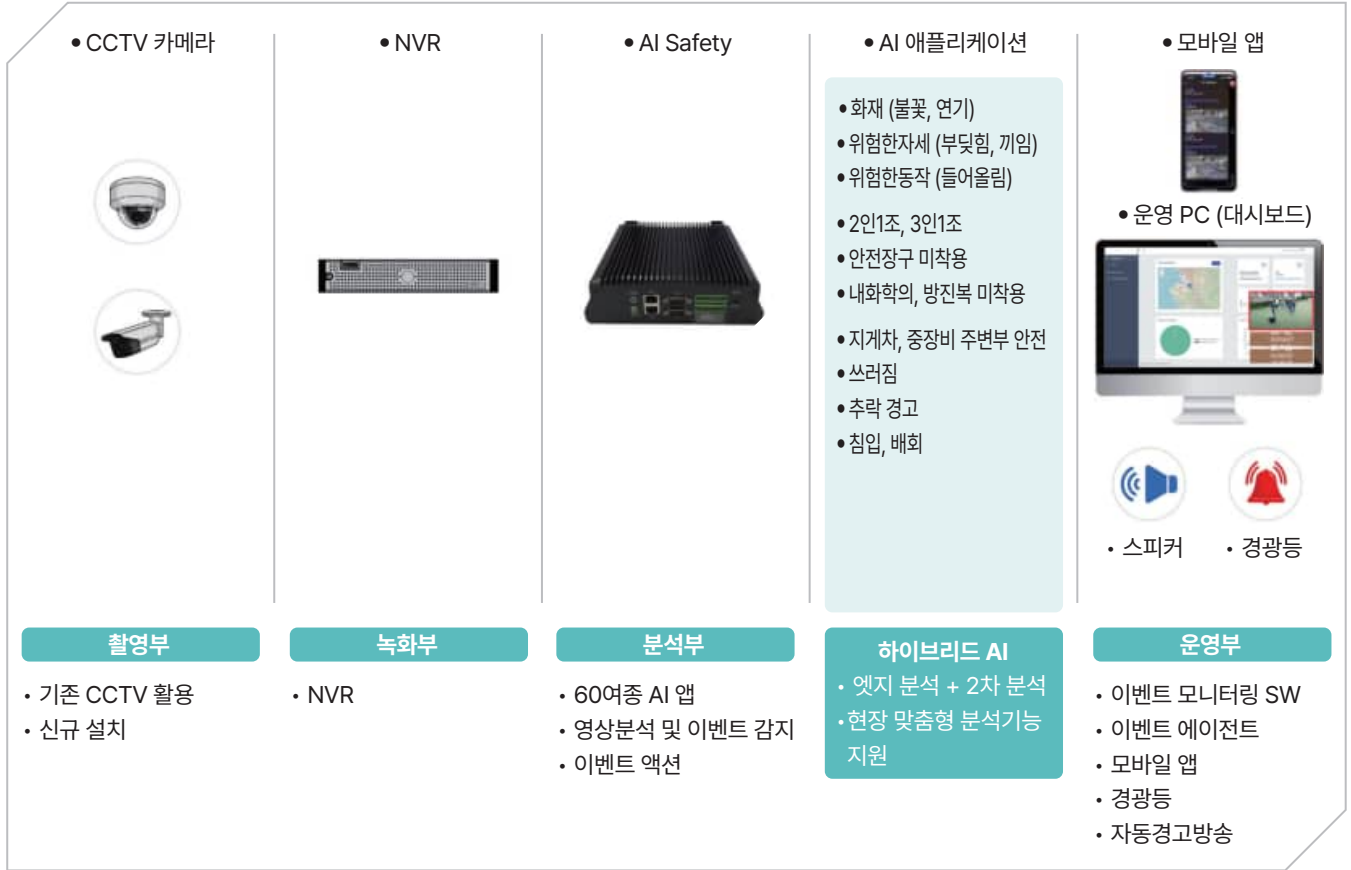 • CCTV 카메라
• NVR
• AI Safety
• AI 애플리케이션
• 화재 (불꽃, 연기)
• 위험한자세 (부딪힘, 끼임)
• 위험한동작 (들어올림)
• 2인1조, 3인1조
• 안전장구 미착용
• 내화학의, 방진복 미착용
• 지게차, 중장비 주변부 안전
• 쓰러짐
• 추락 경고
• 침입, 배회
• 모바일 앱
• 운영 PC (대시보드)
• 스피커
• 경광등
촬영부
• 기존 CCTV 활용
• 신규 설치
녹화부
• NVR
분석부
• 60여종 AI 앱
• 영상분석 및 이벤트 감지
• 이벤트 액션
하이브리드 AI
• 엣지 분석 + 2차 분석
• 현장 맞춤형 분석기능
지원
운영부
• 이벤트 모니터링 SW
• 이벤트 에이전트
• 모바일 앱
• 경광등
• 자동경고방송